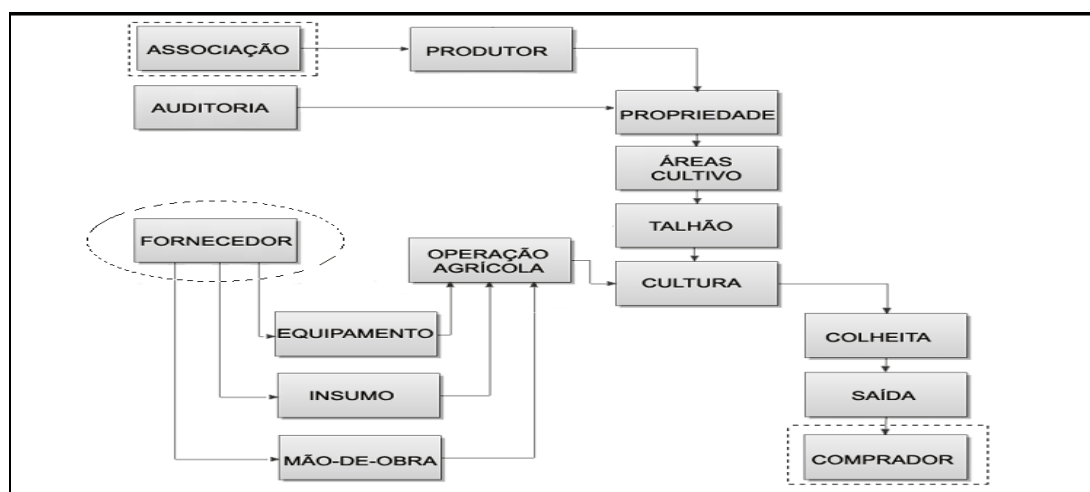 ASSOCIAÇÃO
PRODUTOR
AUDITORIA
PROPRIEDADE
ÁREAS
CULTIVO
TALHÃO
FORNECEDOR
OPERAÇÃO
AGRÍCOLA
CULTURA
EQUIPAMENTO
COLHEITA
INSUMO
SAÍDA
MÃO-DE-OBRA
COMPRADOR